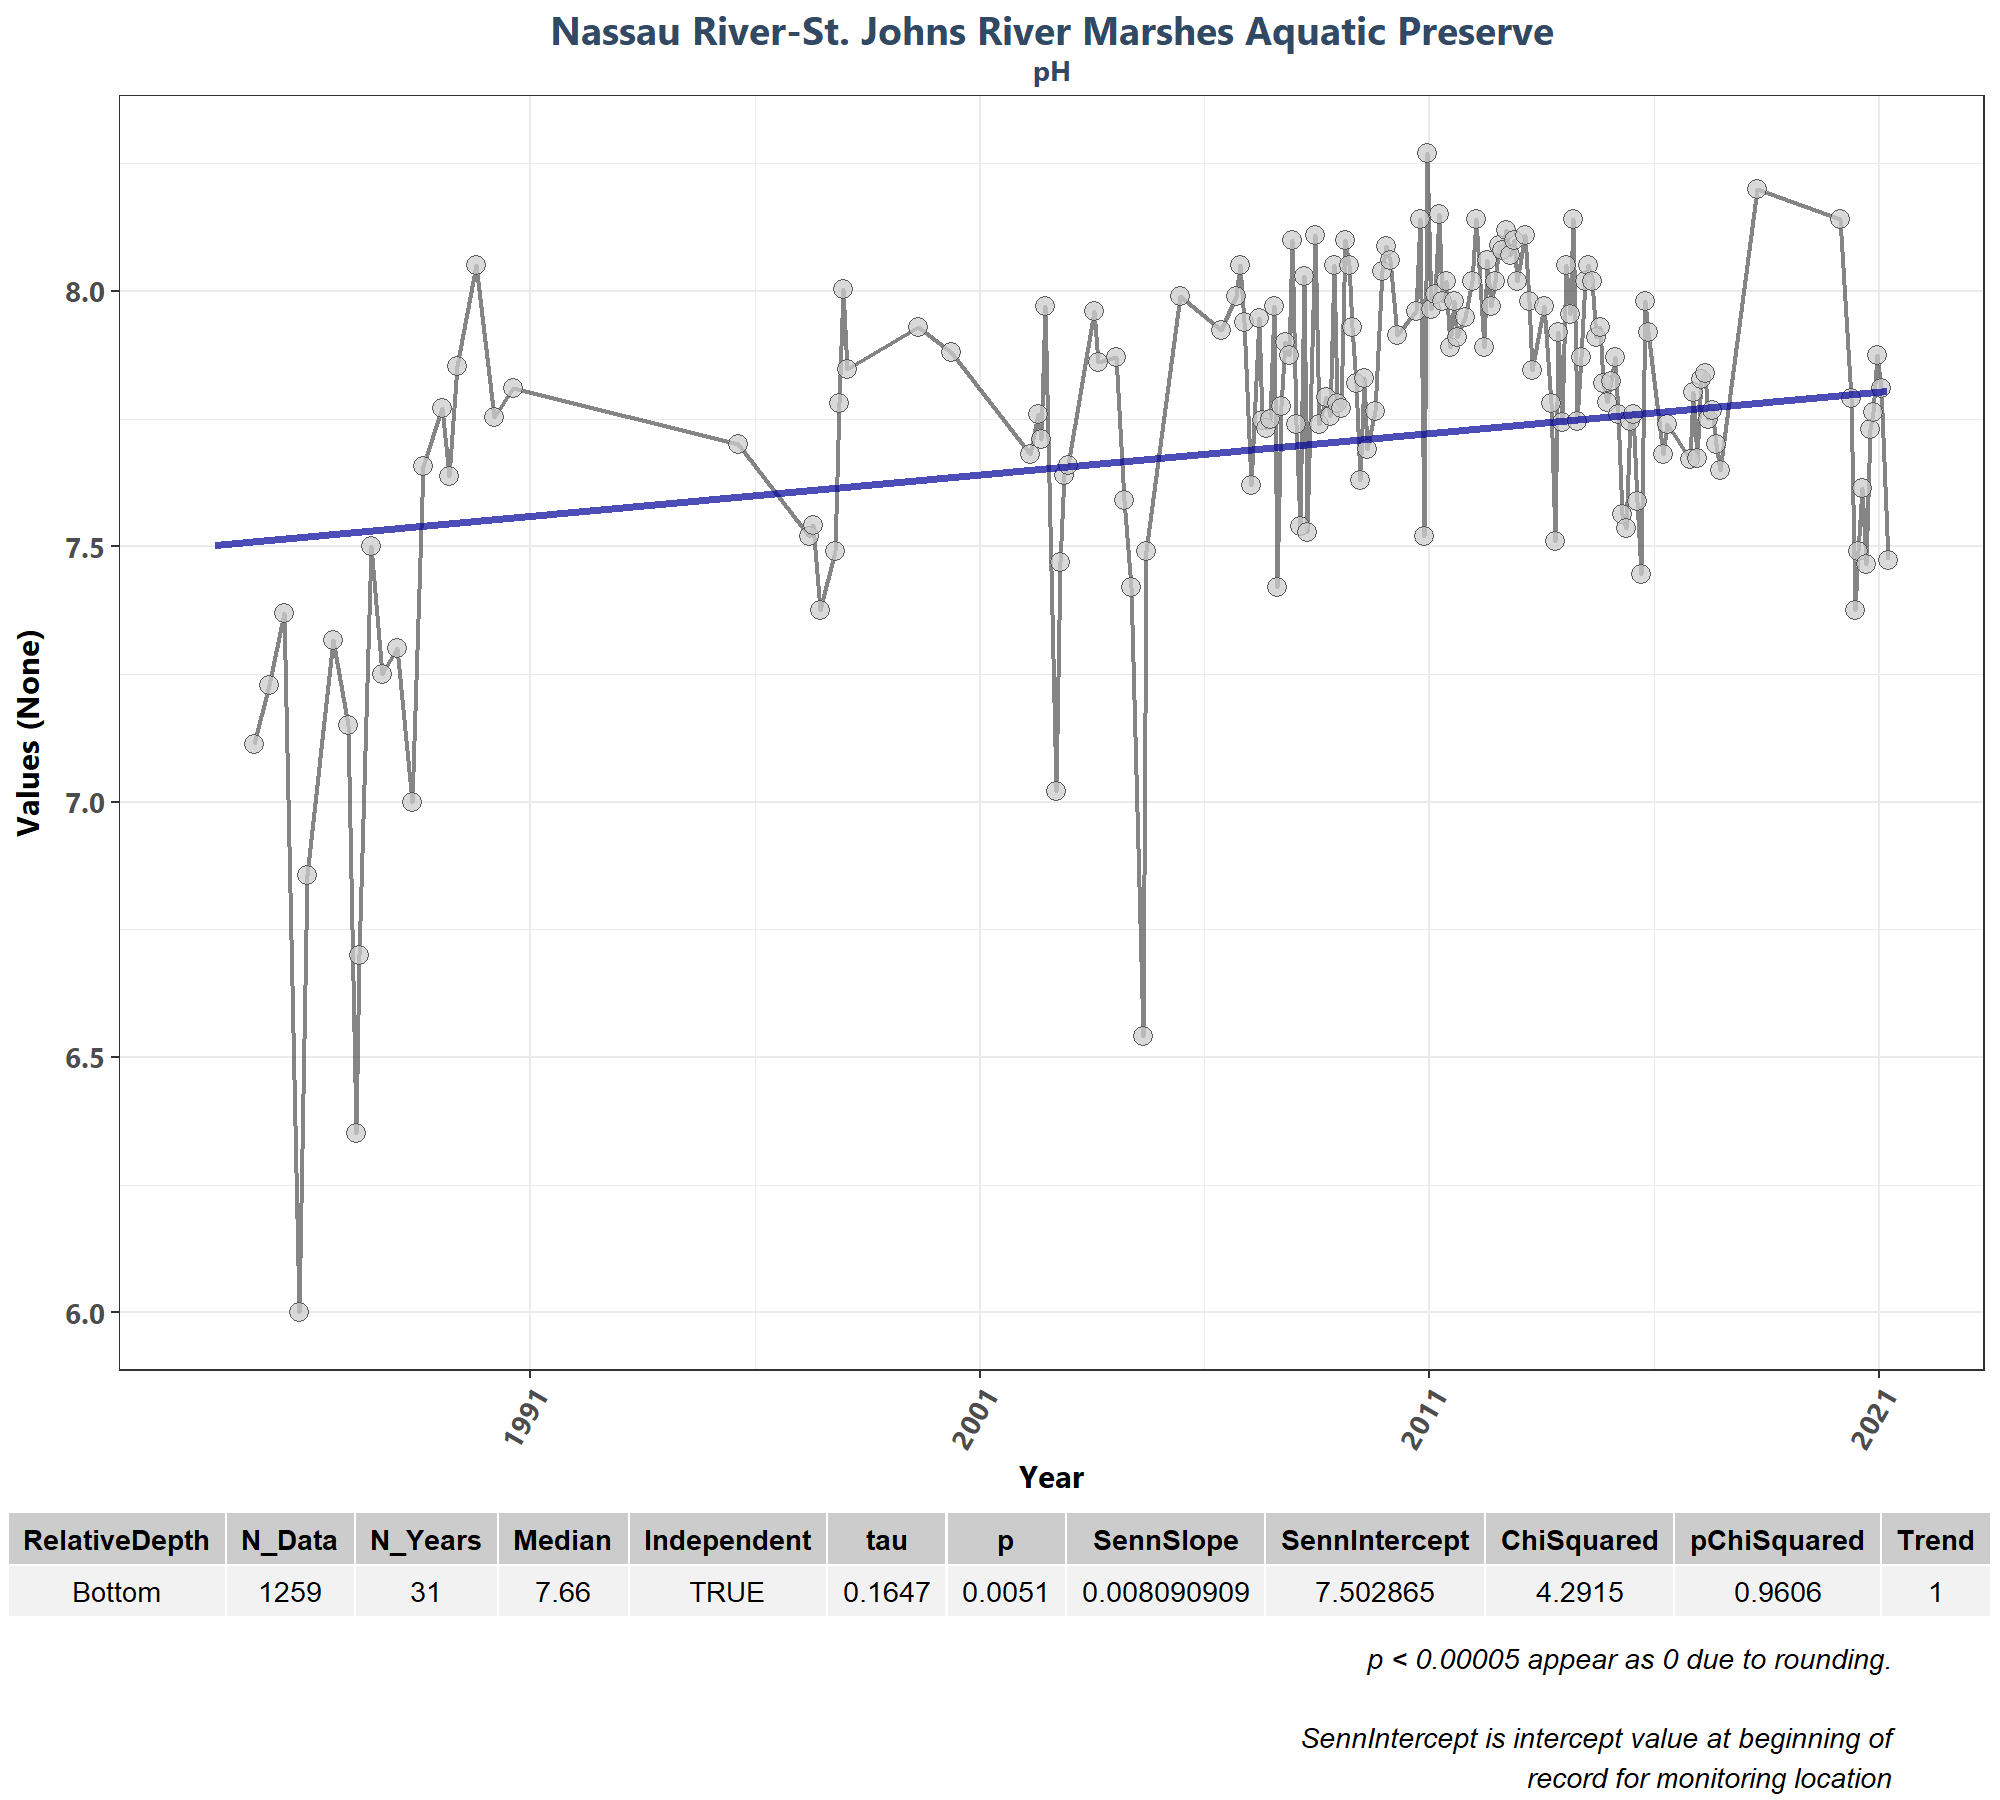 Nassau River-St. Johns River Marshes Aquatic Preserve
pH
8.0
7.5
7.0
6.5
6.0
Values (None)
1991 2001 2011 2021
Year
RelativeDepth N_Data N_Years Median Independent tau p SennSlope SennIntercept ChiSquared pChiSquared Trend
Bottom 1259 31 7.66 TRUE 0.1647 0.0051 0.008090909 7.502865 4.2915 0.9606 1
p < 0.00005 appear as 0 due to rounding.
SennIntercept is intercept value at beginning of
record for monitoring location